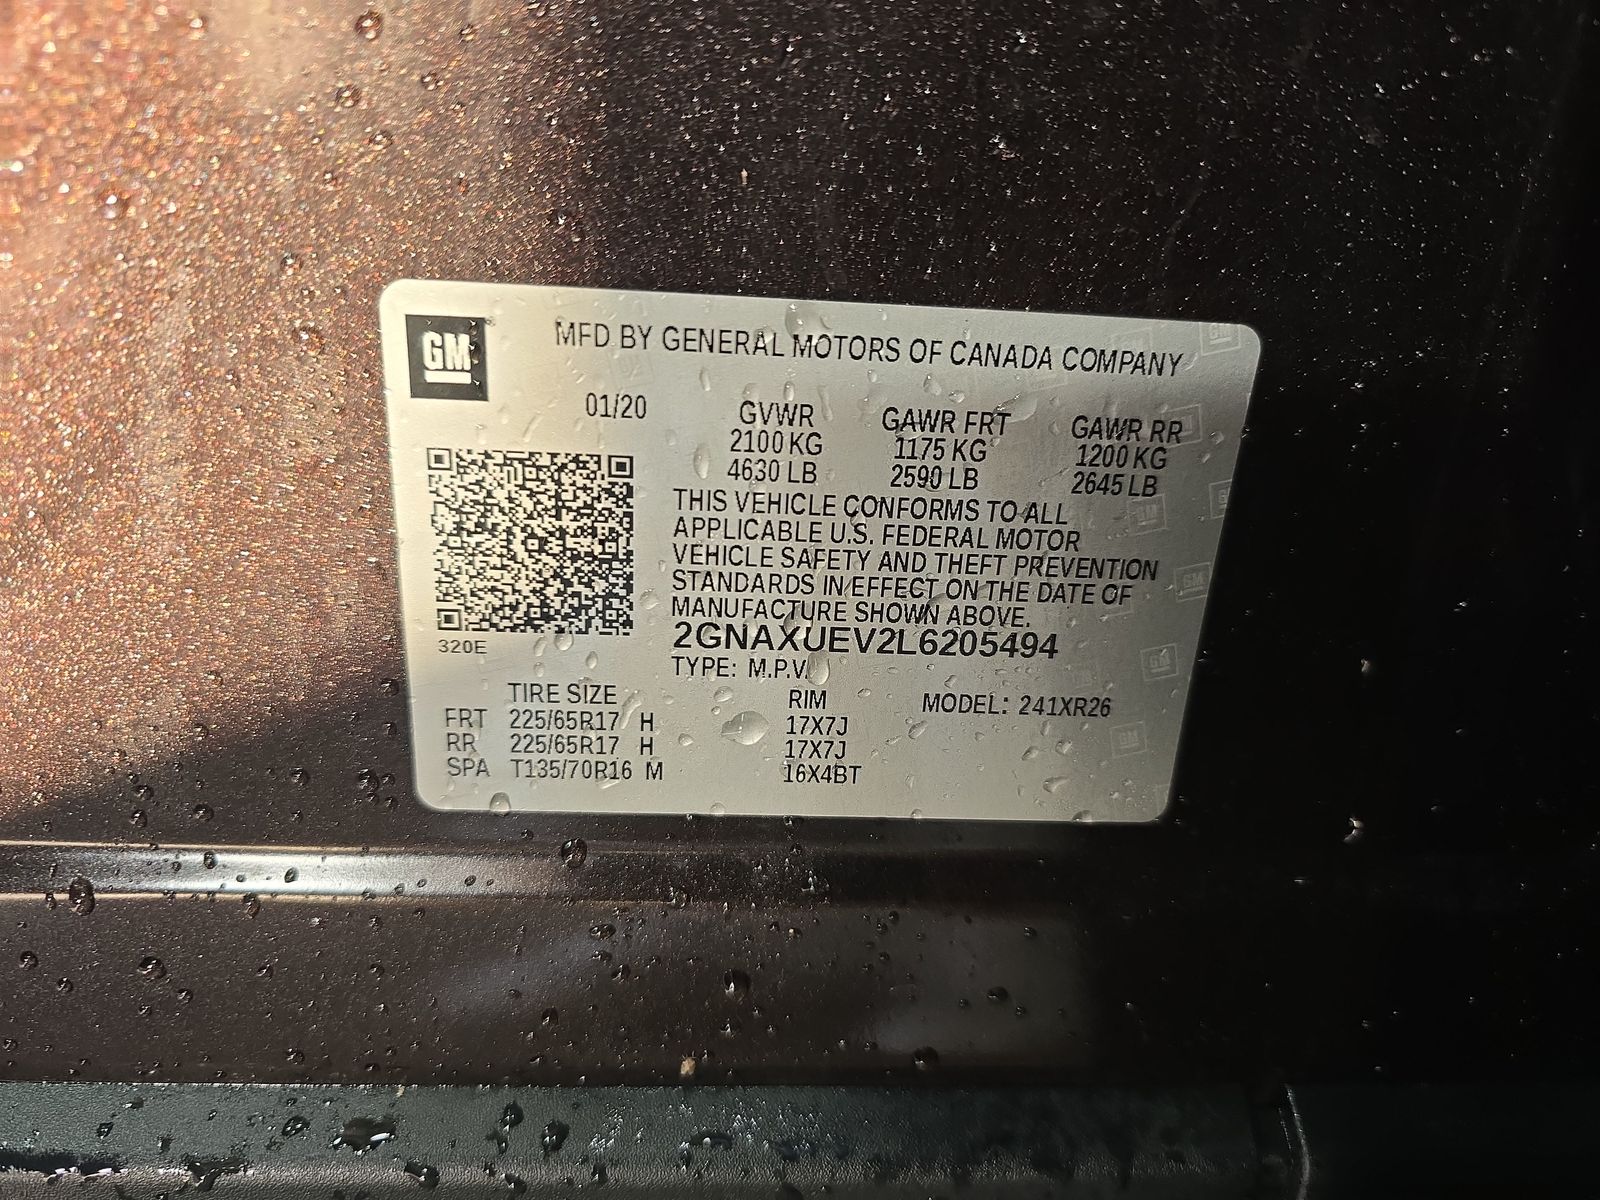 GM
MFD BY GENERAL MOTORS OF CANADA COMPANY
01/20
GVWR GAWR FRT GAWR RR
2100 KG 1175 KG 1200 KG
4630 LB 2590 LB 2645 LB
THIS VEHICLE CONFORMS TO ALL
APPLICABLE U.S. FEDERAL MOTOR
VEHICLE SAFETY AND THEFT PREVENTION
STANDARDS IN EFFECT ON THE DATE OF
MANUFACTURE SHOWN ABOVE.
2GNAXUEV2L6205494
320E
TYPE: M.P.V.
TIRE SIZE RIM MODEL: 241XR26
FRT 225/65R17 H 17X7J
RR 225/65R17 H 17X7J
SPA T135/70R16 M 16X4BT